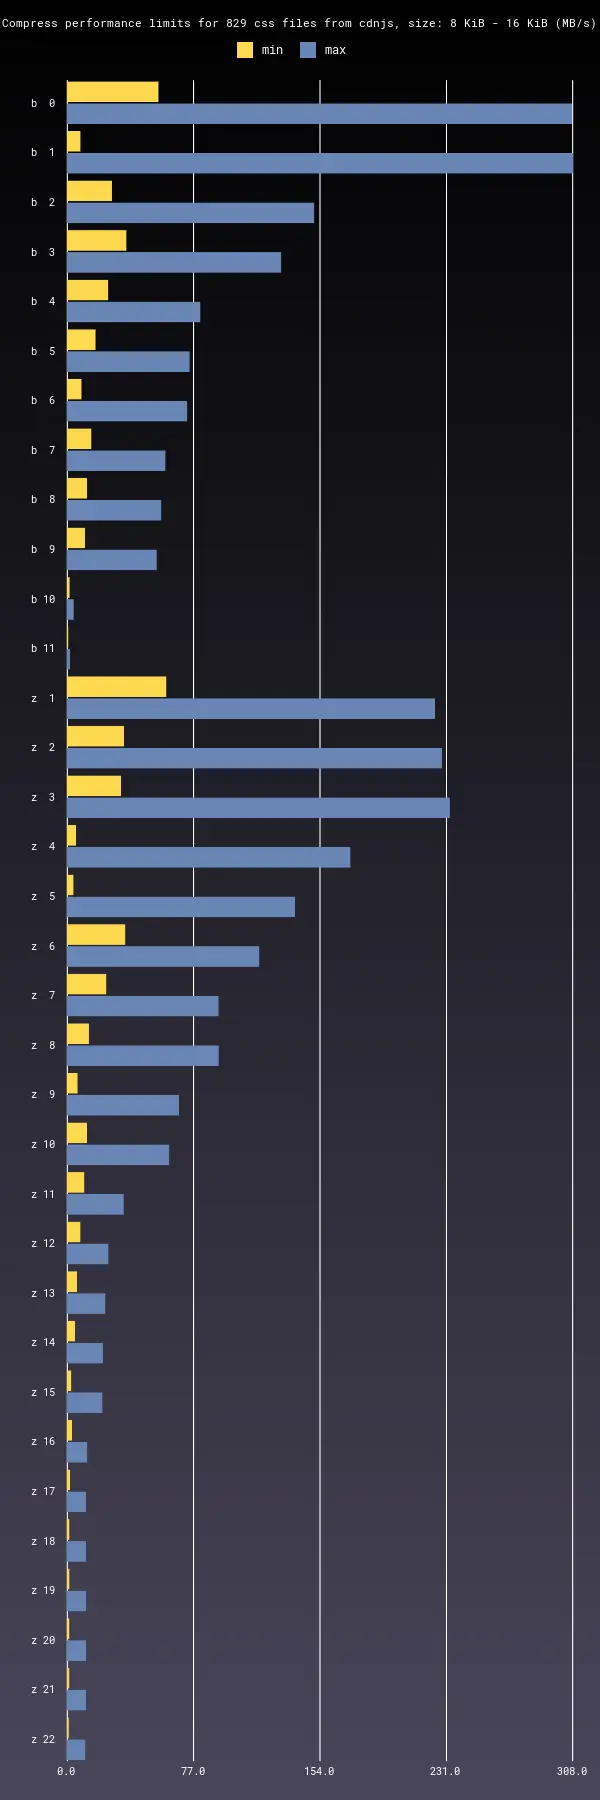 Compress performance limits for 829 css files from cdnjs, size: 8 KiB - 16 KiB (MB/s)
min max
b 0
b 1
b 2
b 3
b 4
b 5
b 6
b 7
b 8
b 9
b 10
b 11
z 1
z 2
z 3
z 4
z 5
z 6
z 7
z 8
z 9
z 10
z 11
z 12
z 13
z 14
z 15
z 16
z 17
z 18
z 19
z 20
z 21
z 22
0.0 77.0 154.0 231.0 308.0